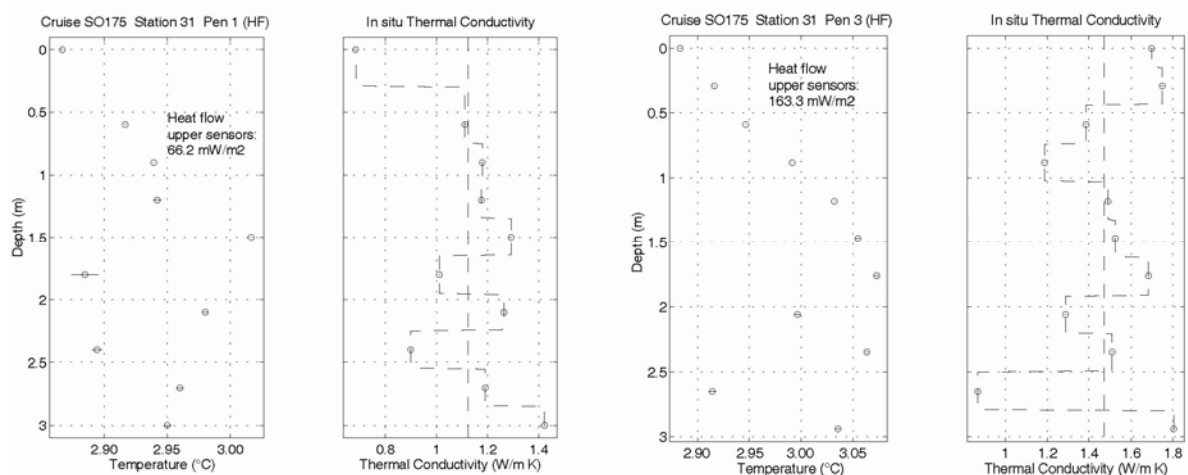 Cruise SO175 Station 31 Pen 1 (HF)
In situ Thermal Conductivity
0
0.5
1
1.5
2
2.5
3
Depth (m)
Heat flow
upper sensors:
66.2 mW/m2
2.90
2.95
3.00
Temperature (°C)
0.8
1
1.2
1.4
Thermal Conductivity (W/m K)
Cruise SO175 Station 31 Pen 3 (HF)
In situ Thermal Conductivity
0
0.5
1
1.5
2
2.5
3
Depth (m)
Heat flow
upper sensors:
163.3 mW/m2
2.90
2.95
3.00
3.05
Temperature (°C)
1
1.2
1.4
1.6
1.8
Thermal Conductivity (W/m K)